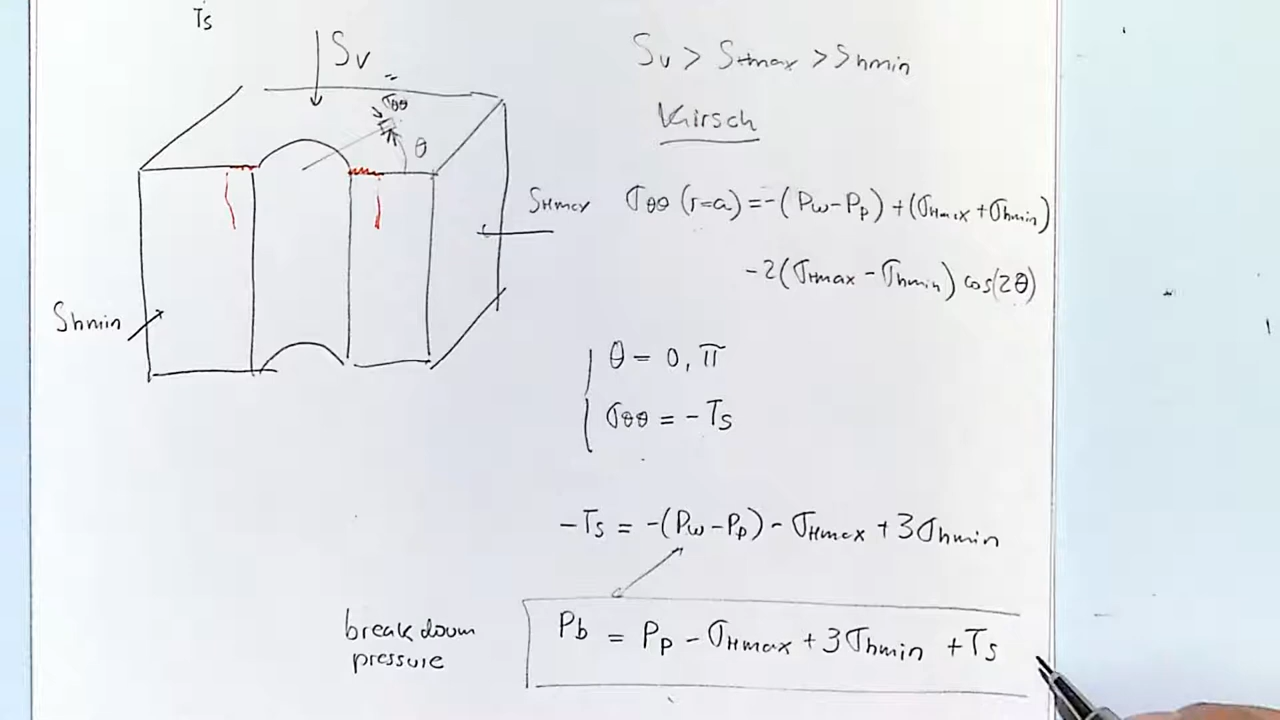 Ts
Sv
Sv > SHmax > Shmin
σθθ
Kirsch
θ
SHmax
σθθ (r=a) = -(Pw - Pp) + (σHmax + σhmin)
-2(σHmax - σhmin) cos(2θ)
Shmin
θ = 0, π
σθθ = - Ts
-Ts = -(Pw - Pp) - σHmax + 3σhmin
breakdown
pressure
Pb = Pp - σHmax + 3σhmin + Ts